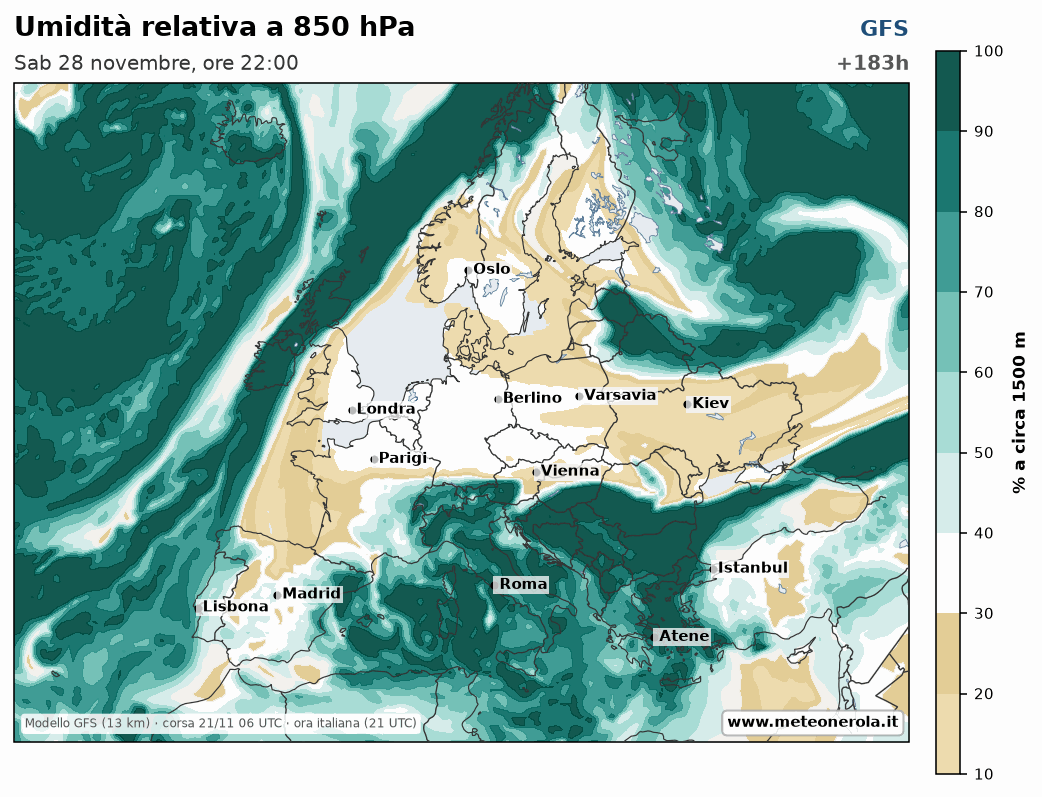 Umidità relativa a 850 hPa
GFS
Sab 28 novembre, ore 22:00
+183h
100
90
80
70
60
50
40
30
20
10
% a circa 1500 m
Oslo
Londra
Berlino
Varsavia
Kiev
Parigi
Vienna
Istanbul
Roma
Madrid
Lisbona
Atene
Modello GFS (13 km) · corsa 21/11 06 UTC · ora italiana (21 UTC)
www.meteonerola.it